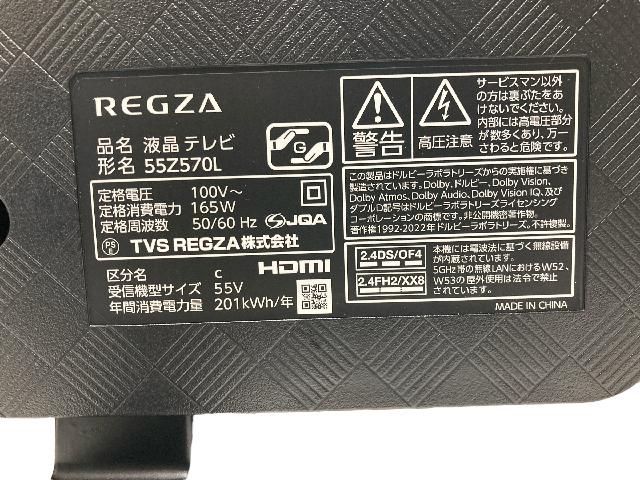 REGZA
品名 液晶 テレビ
形名 55Z570L
G
定格電圧 100V～
定格消費電力 165W
定格周波数 50/60 Hz
JQA
PS
E
TVS REGZA株式会社
区分名 c
HDMI
受信機型サイズ 55V
年間消費電力量 201kWh/年
警告
高圧注意
サービスマン以外
の方は裏ぶたをあ
けないでください。
内部には高電圧部分
が数多くあり、万一
さわると危険です。
この製品はドルビーラボラトリーズからの実施権に基づき
製造されています。Dolby、ドルビー、Dolby Vision、
Dolby Atmos、Dolby Audio、Dolby Vision IQ、及び
ダブルD記号はドルビーラボラトリーズライセンシング
コーポレーションの商標です。非公開機密著作物。
著作権1992-2022年ドルビーラボラトリーズ。不許複製。
2.4DS/OF4
2.4FH2/XX8
本機には電波法に基づく無線設備
が内蔵されています。
5GHz帯の無線LANにおけるW52、
W53の屋外使用は法令で禁止
されています。
MADE IN CHINA